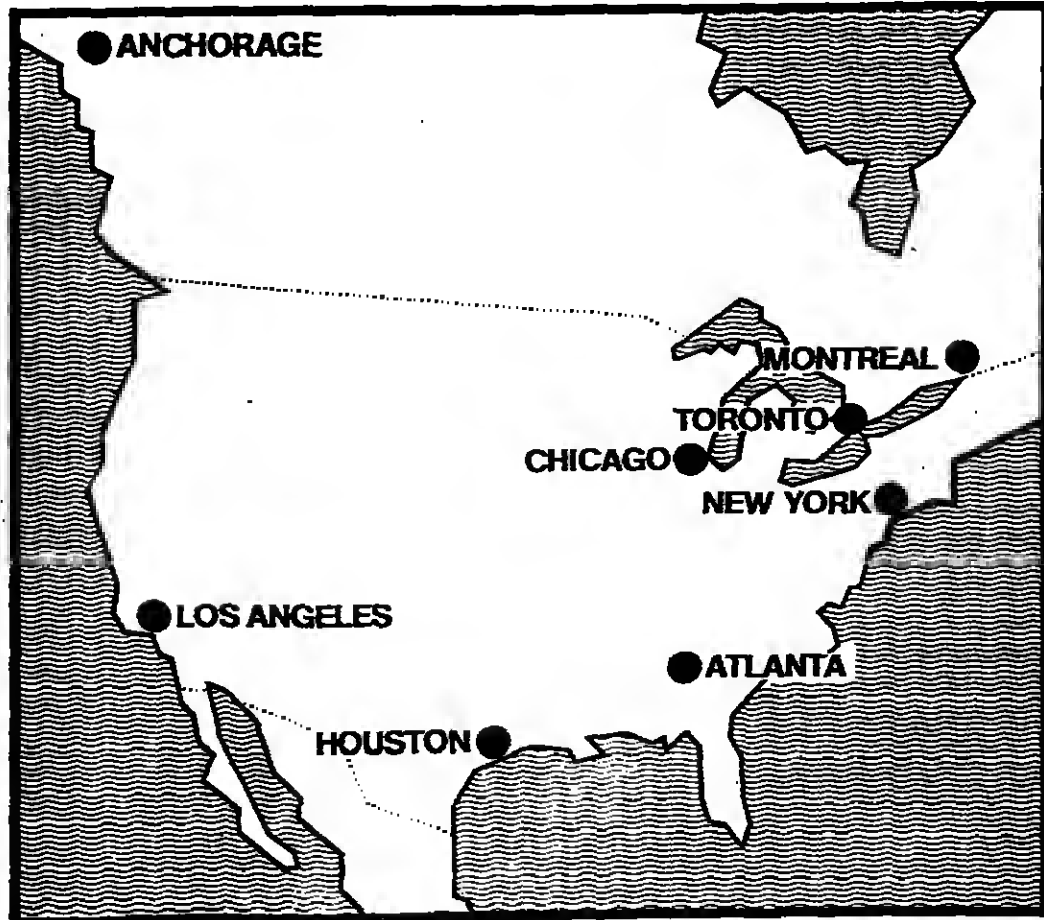 ANCHORAGE
MONTREAL
TORONTO
CHICAGO
NEW YORK
LOS ANGELES
ATLANTA
HOUSTON